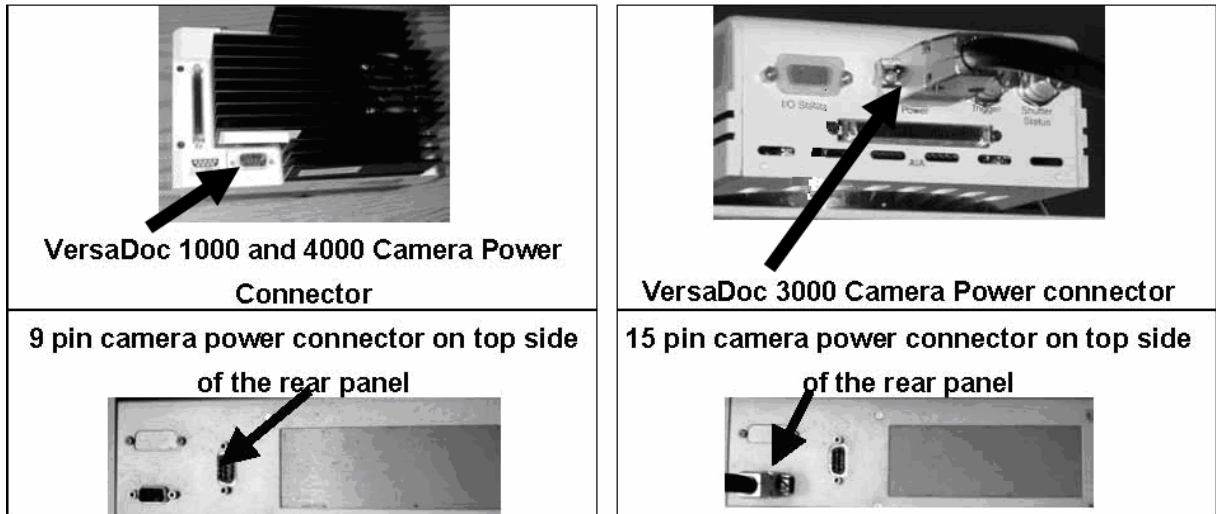 I/O Status
Power
Trigger
Shutter
Status
AIA
VersaDoc 1000 and 4000 Camera Power
Connector
VersaDoc 3000 Camera Power connector
9 pin camera power connector on top side
of the rear panel
15 pin camera power connector on top side
of the rear panel